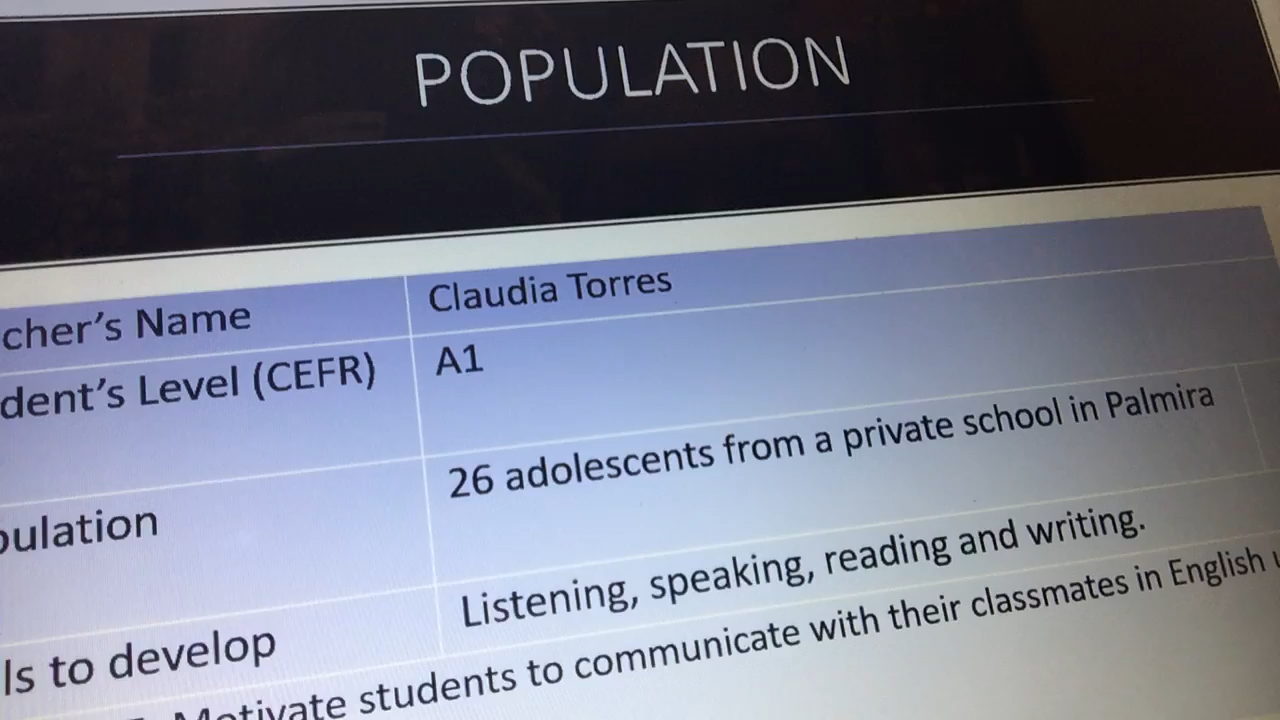 POPULATION
cher's Name Claudia Torres
dent's Level (CEFR) A1
pulation 26 adolescents from a private school in Palmira
ls to develop Listening, speaking, reading and writing.
Motivate students to communicate with their classmates in English